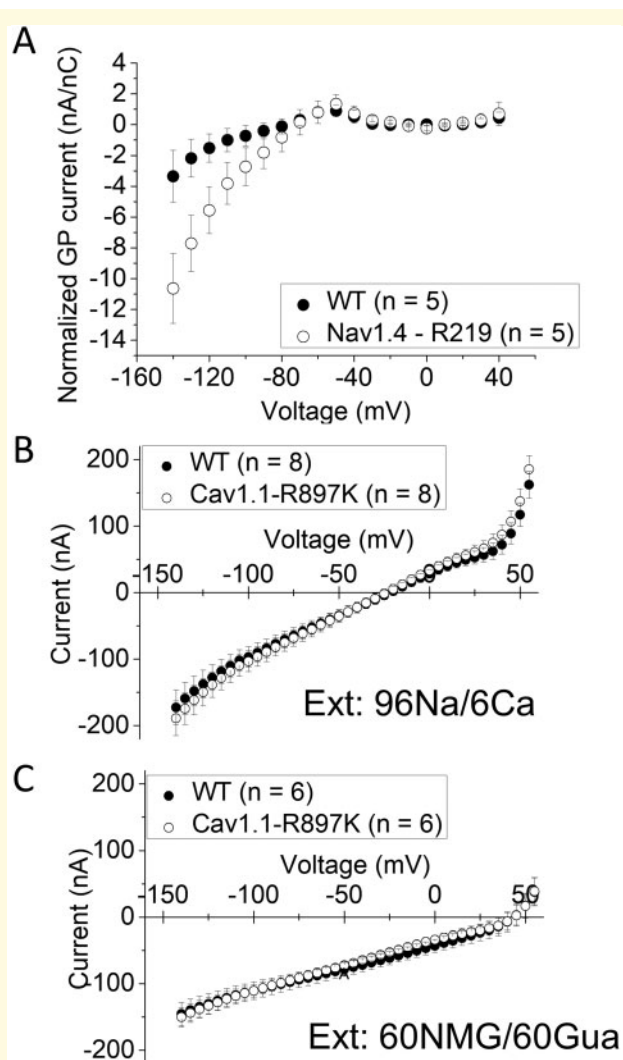 A
Normalized GP current (nA/nC)
4
2
0
-2
-4
-6
-8
-10
-12
-14
WT (n = 5)
Nav1.4 - R219 (n = 5)
-160 -120 -80 -40 0 40
Voltage (mV)
B
200
WT (n = 8)
Cav1.1-R897K (n = 8)
100
Voltage (mV)
-150 -100 -50 0 50
Current (nA)
0
-100
-200
Ext: 96Na/6Ca
C
200
WT (n = 6)
Cav1.1-R897K (n = 6)
100
Voltage (mV)
-150 -100 -50 0 50
Current (nA)
0
-100
-200
Ext: 60NMG/60Gua